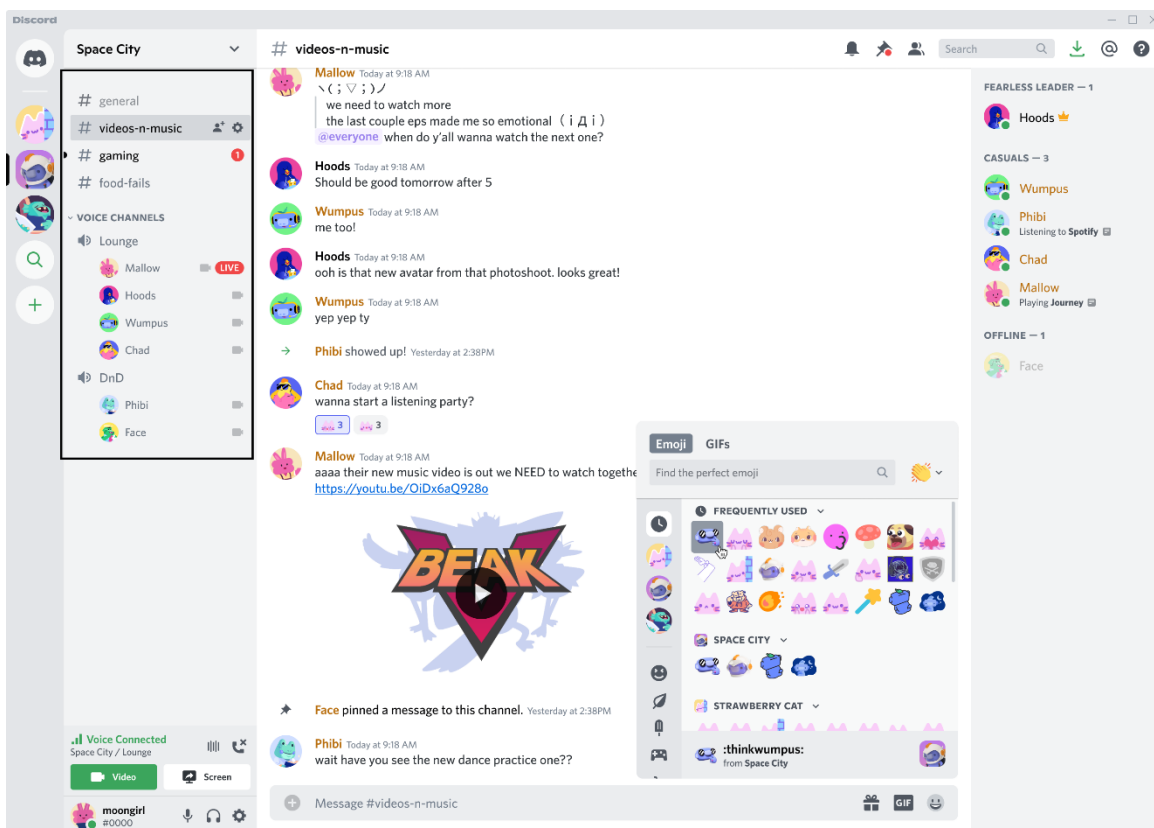 Discord
Space City
# general
# videos-n-music
# gaming
1
# food-fails
VOICE CHANNELS
Lounge
Mallow
LIVE
Hoods
Wumpus
Chad
DnD
Phibi
Face
Voice Connected
Space City / Lounge
Video
Screen
moongirl
#0000
# videos-n-music
Search
Mallow Today at 9:18 AM
ヽ(；▽；)ノ
we need to watch more
the last couple eps made me so emotional （ｉДｉ）
@everyone when do y'all wanna watch the next one?
Hoods Today at 9:18 AM
Should be good tomorrow after 5
Wumpus Today at 9:18 AM
me too!
Hoods Today at 9:18 AM
ooh is that new avatar from that photoshoot. looks great!
Wumpus Today at 9:18 AM
yep yep ty
Phibi showed up! Yesterday at 2:38PM
Chad Today at 9:18 AM
wanna start a listening party?
3
3
Mallow Today at 9:18 AM
aaaa their new music video is out we NEED to watch togethe
https://youtu.be/OiDx6aQ928o
BEAK
Face pinned a message to this channel. Yesterday at 2:38PM
Phibi Today at 9:18 AM
wait have you see the new dance practice one??
Message #videos-n-music
GIF
Emoji
GIFs
Find the perfect emoji
FREQUENTLY USED
SPACE CITY
STRAWBERRY CAT
:thinkwumpus:
from Space City
FEARLESS LEADER — 1
Hoods
CASUALS — 3
Wumpus
Phibi
Listening to Spotify
Chad
Mallow
Playing Journey
OFFLINE — 1
Face